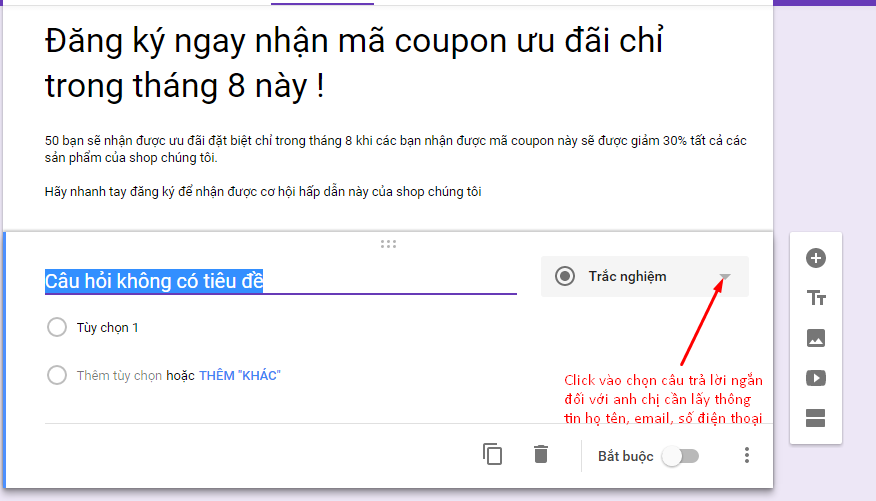 Đăng ký ngay nhận mã coupon ưu đãi chỉ
trong tháng 8 này !
50 bạn sẽ nhận được ưu đãi đặt biệt chỉ trong tháng 8 khi các bạn nhận được mã coupon này sẽ được giảm 30% tất cả các
sản phẩm của shop chúng tôi.
Hãy nhanh tay đăng ký để nhận được cơ hội hấp dẫn này của shop chúng tôi
Câu hỏi không có tiêu đề
Trắc nghiệm
Tùy chọn 1
Thêm tùy chọn hoặc THÊM "KHÁC"
Click vào chọn câu trả lời ngắn
đối với anh chị cần lấy thông
tin họ tên, email, số điện thoại
Bắt buộc